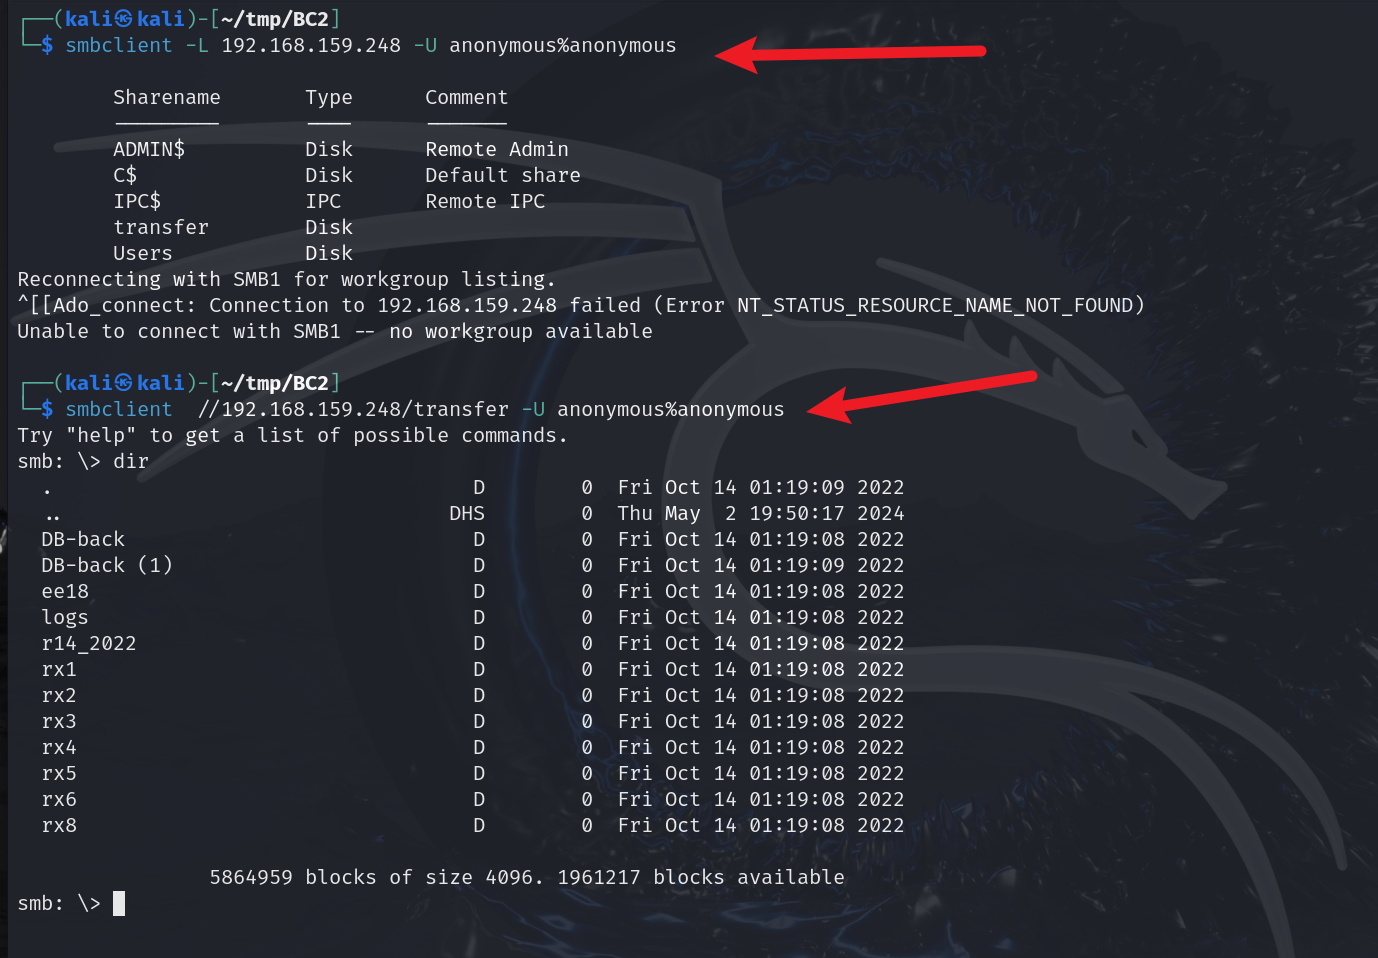 ┌──(kali㉿kali)-[~/tmp/BC2]
└─$ smbclient -L 192.168.159.248 -U anonymous%anonymous
Sharename Type Comment
--------- ---- -------
ADMIN$ Disk Remote Admin
C$ Disk Default share
IPC$ IPC Remote IPC
transfer Disk
Users Disk
Reconnecting with SMB1 for workgroup listing.
^[[Ado_connect: Connection to 192.168.159.248 failed (Error NT_STATUS_RESOURCE_NAME_NOT_FOUND)
Unable to connect with SMB1 -- no workgroup available
┌──(kali㉿kali)-[~/tmp/BC2]
└─$ smbclient //192.168.159.248/transfer -U anonymous%anonymous
Try "help" to get a list of possible commands.
smb: \> dir
. D 0 Fri Oct 14 01:19:09 2022
.. DHS 0 Thu May 2 19:50:17 2024
DB-back D 0 Fri Oct 14 01:19:08 2022
DB-back (1) D 0 Fri Oct 14 01:19:09 2022
ee18 D 0 Fri Oct 14 01:19:08 2022
logs D 0 Fri Oct 14 01:19:08 2022
r14_2022 D 0 Fri Oct 14 01:19:08 2022
rx1 D 0 Fri Oct 14 01:19:08 2022
rx2 D 0 Fri Oct 14 01:19:08 2022
rx3 D 0 Fri Oct 14 01:19:08 2022
rx4 D 0 Fri Oct 14 01:19:08 2022
rx5 D 0 Fri Oct 14 01:19:08 2022
rx6 D 0 Fri Oct 14 01:19:08 2022
rx8 D 0 Fri Oct 14 01:19:08 2022
5864959 blocks of size 4096. 1961217 blocks available
smb: \>